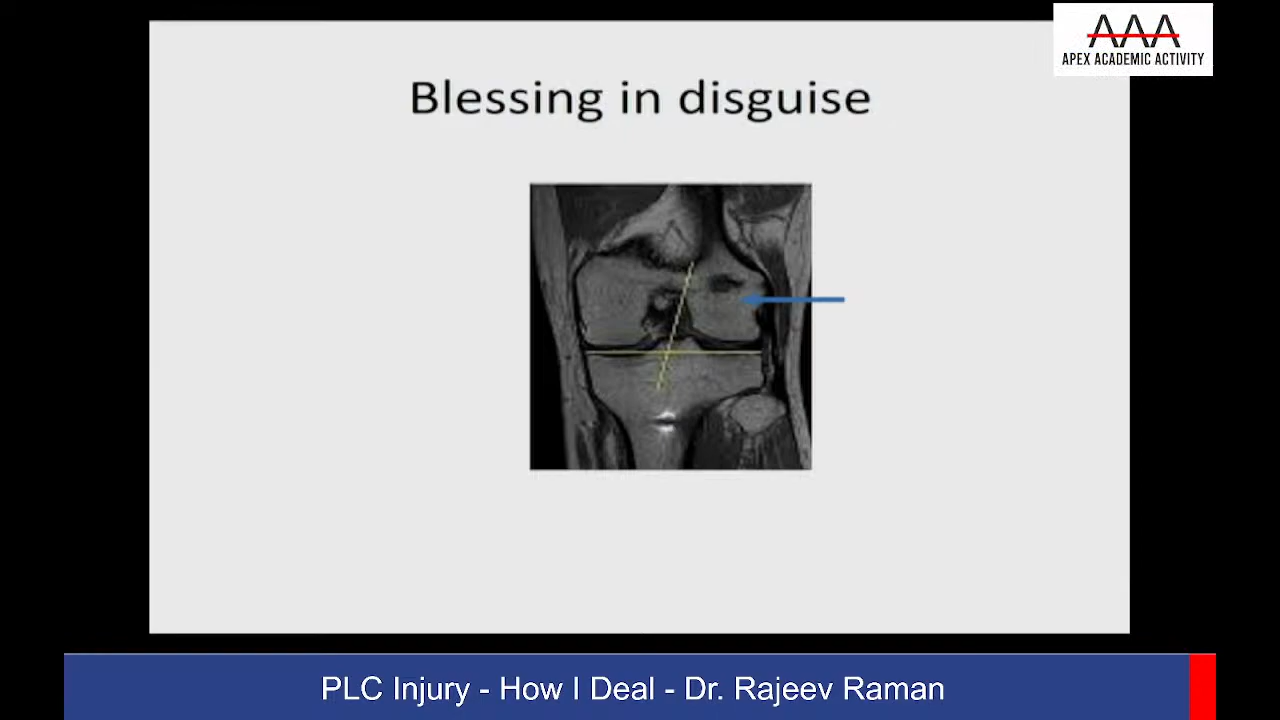 AAA
APEX ACADEMIC ACTIVITY
Blessing in disguise
PLC Injury - How I Deal - Dr. Rajeev Raman